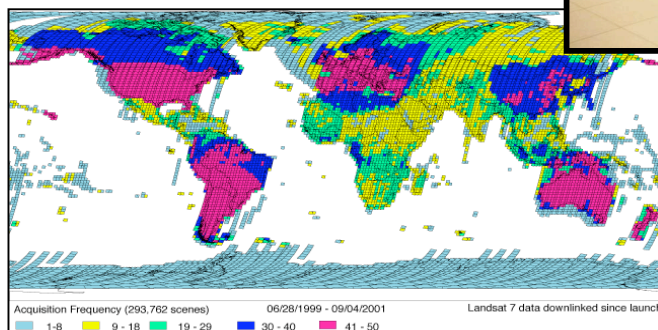 Acquisition Frequency (293,762 scenes) 06/28/1999 - 09/04/2001 Landsat 7 data downlinked since launch
1-8 9 - 18 19 - 29 30 - 40 41 - 50